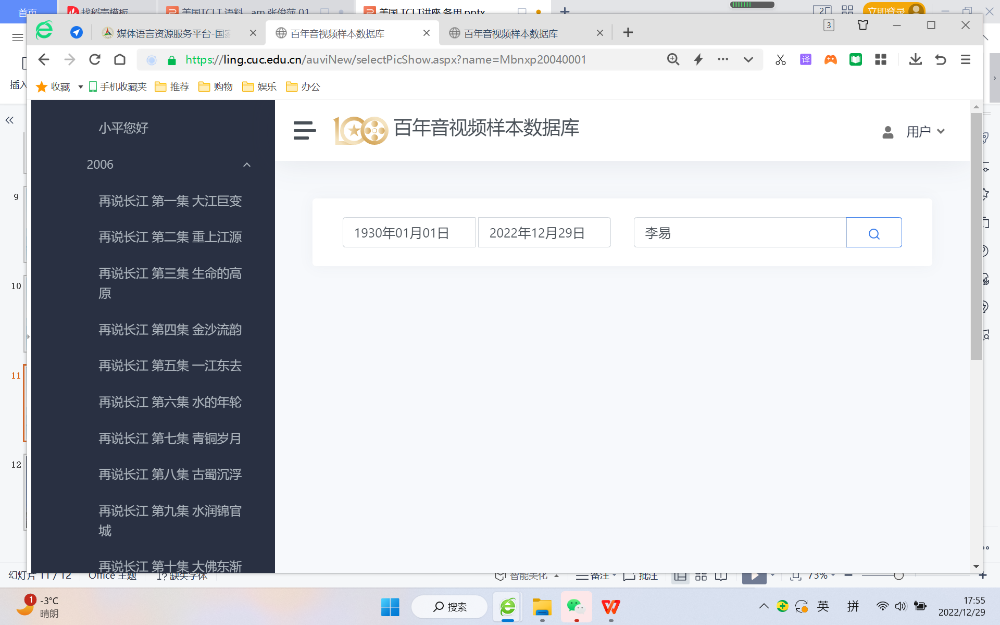 首页
找稻壳模板
美国TCLT 语料...am 张俊萍 01
美国 TCLT讲座 备用.pptx
立即登录
媒体语言资源服务平台-国家
百年音视频样本数据库
百年音视频样本数据库
3
https://ling.cuc.edu.cn/auviNew/selectPicShow.aspx?name=Mbnxp20040001
译
插入
收藏
手机收藏夹
推荐
购物
娱乐
办公
小平您好
2006
再说长江 第一集 大江巨变
再说长江 第二集 重上江源
再说长江 第三集 生命的高
原
再说长江 第四集 金沙流韵
再说长江 第五集 一江东去
再说长江 第六集 水的年轮
再说长江 第七集 青铜岁月
再说长江 第八集 古蜀沉浮
再说长江 第九集 水润锦官
城
再说长江 第十集 大佛东渐
100
百年音视频样本数据库
用户
1930年01月01日
2022年12月29日
李易
9
10
11
12
幻灯片 11 / 12
Office 主题
缺失字体
智能美化
备注
批注
73%
1
-3°C
晴朗
搜索
英
拼
17:55
2022/12/29